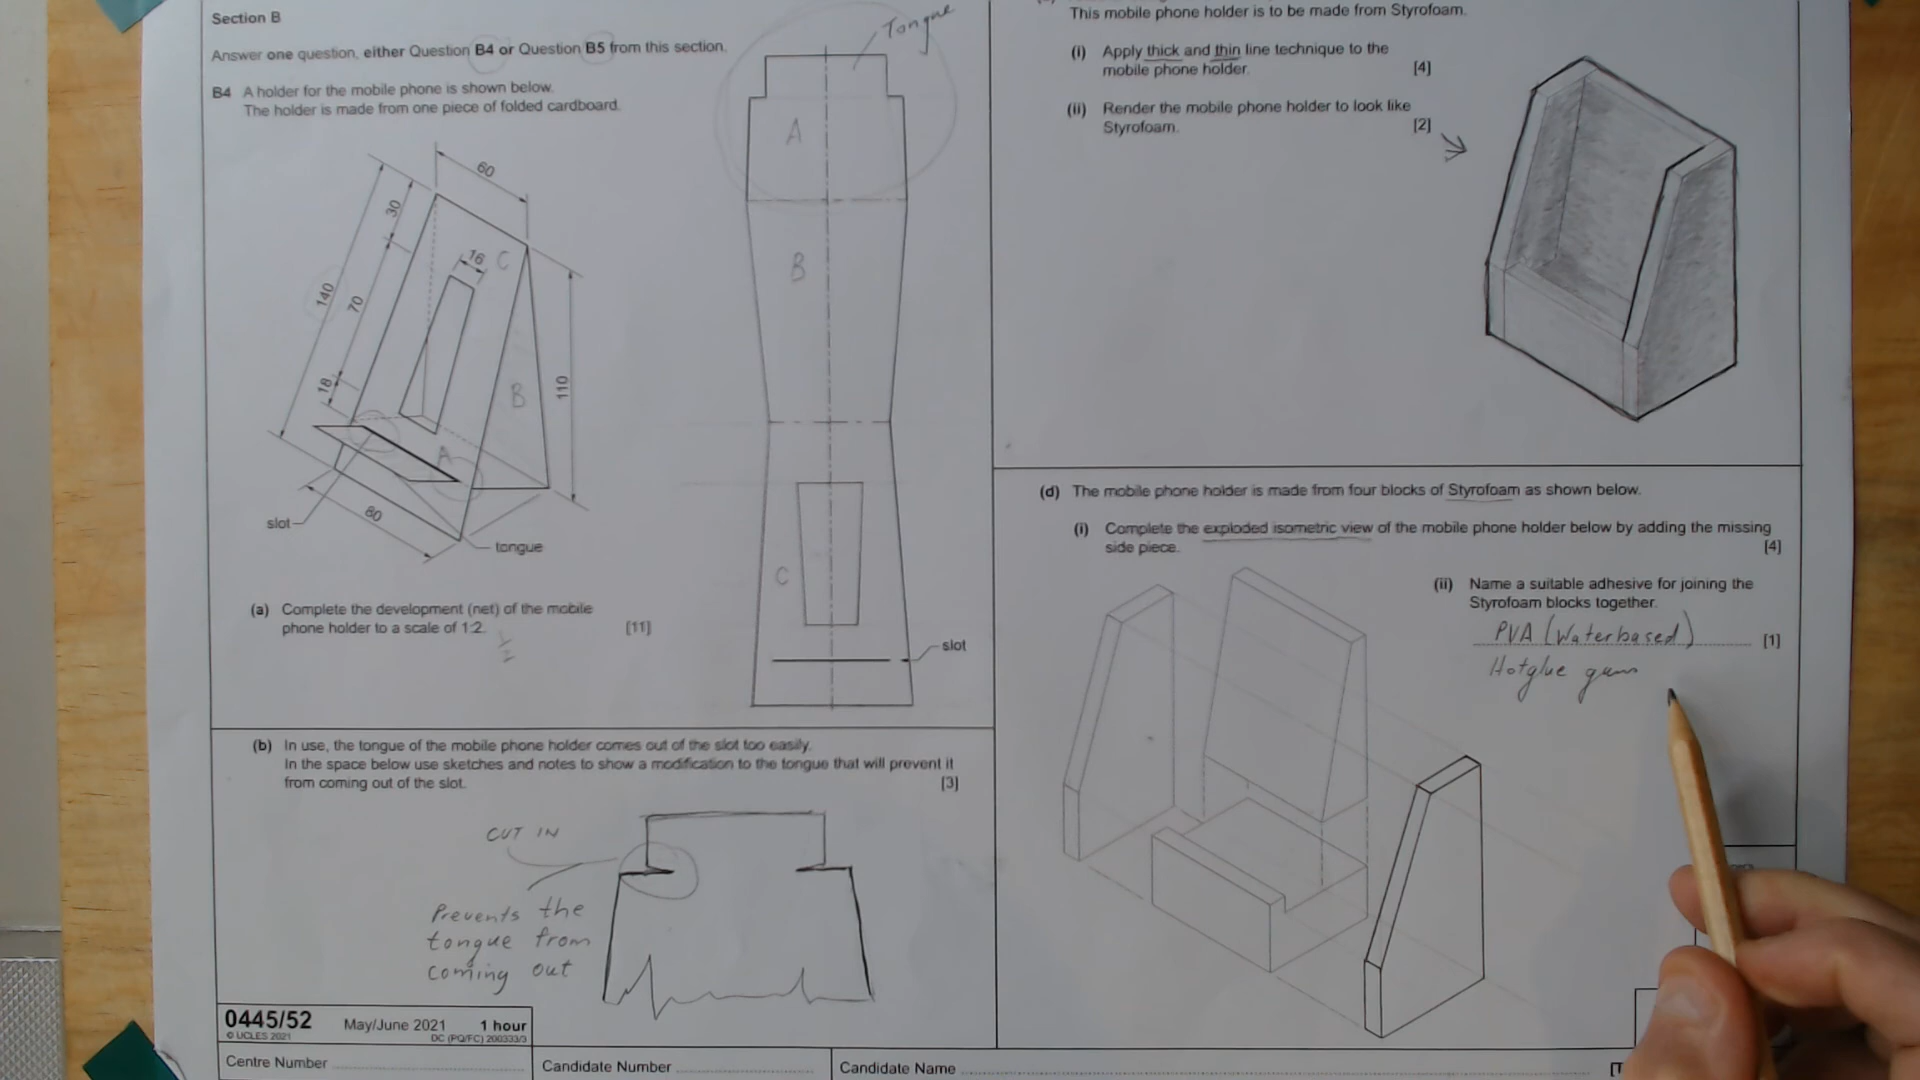 Section B
Answer one question, either Question B4 or Question B5 from this section.
B4 A holder for the mobile phone is shown below.
The holder is made from one piece of folded cardboard.
60
30
16
C
140
70
B
110
18
A
80
slot
tongue
(a) Complete the development (net) of the mobile
phone holder to a scale of 1:2. [11]
1/2
Tongue
A
B
C
slot
(b) In use, the tongue of the mobile phone holder comes out of the slot too easily.
In the space below use sketches and notes to show a modification to the tongue that will prevent it
from coming out of the slot. [3]
CUT IN
Prevents the
tongue from
coming out
0445/52 May/June 2021 1 hour
© UCLES 2021 DC (PQ/FC) 200333/3
Centre Number
Candidate Number
Candidate Name
This mobile phone holder is to be made from Styrofoam.
(i) Apply thick and thin line technique to the
mobile phone holder. [4]
(ii) Render the mobile phone holder to look like
Styrofoam. [2]
(d) The mobile phone holder is made from four blocks of Styrofoam as shown below.
(i) Complete the exploded isometric view of the mobile phone holder below by adding the missing
side piece. [4]
(ii) Name a suitable adhesive for joining the
Styrofoam blocks together.
PVA (Waterbased) [1]
Hotglue gun